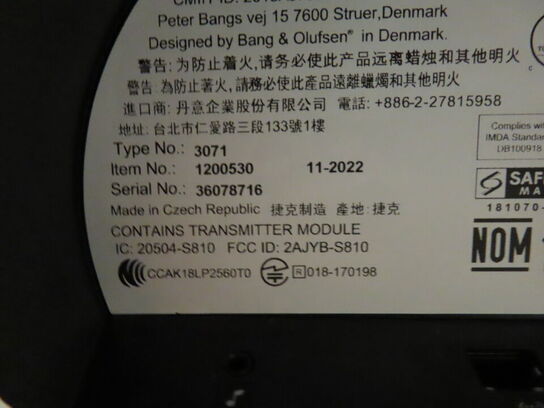 Peter Bangs vej 15 7600 Struer,Denmark
Designed by Bang & Olufsen® in Denmark.
警告: 为防止着火,请务必使此产品远离蜡烛和其他明火
警告: 為防止著火,請務必使此產品遠離蠟燭和其他明火
進口商: 丹意企業股份有限公司 電話: +886-2-27815958
地址: 台北市仁愛路三段133號1樓
Type No.: 3071
Item No.: 1200530 11-2022
Serial No.: 36078716
Made in Czech Republic 捷克制造 產地: 捷克
CONTAINS TRANSMITTER MODULE
IC: 20504-S810 FCC ID: 2AJYB-S810
CCAK18LP2560T0 R 018-170198
Complies wit
IMDA Standar
DB100918
SAF
MA
181070-
NOM